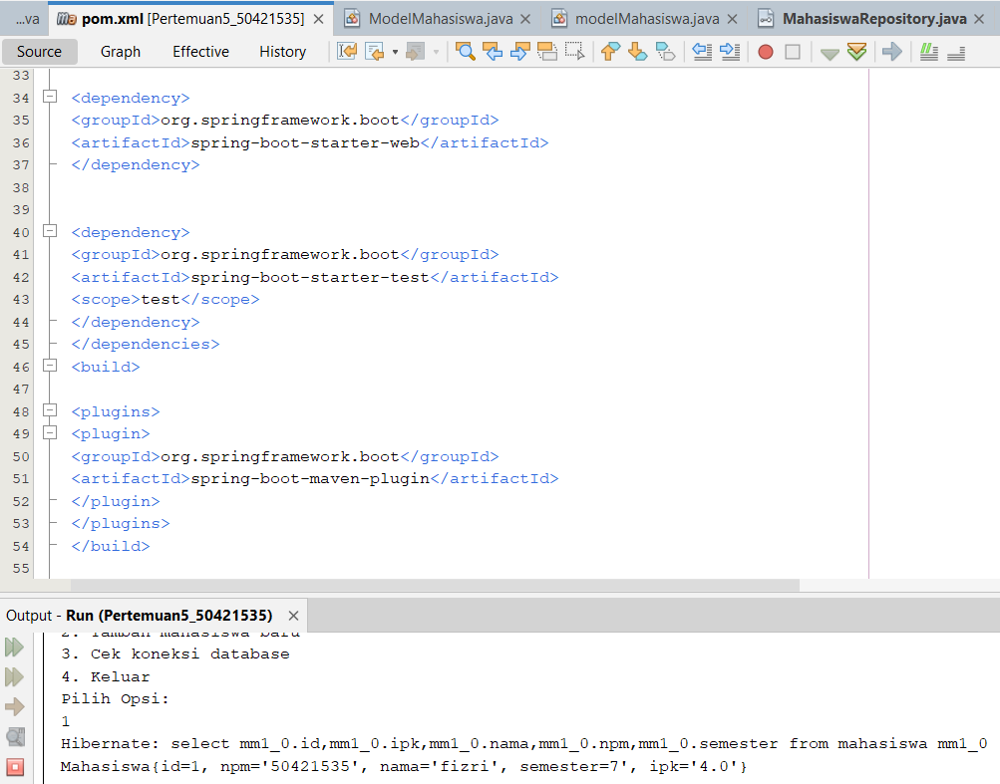 ...va pom.xml [Pertemuan5_50421535] ModelMahasiswa.java modelMahasiswa.java MahasiswaRepository.java
Source Graph Effective History
33
34 <dependency>
35 <groupId>org.springframework.boot</groupId>
36 <artifactId>spring-boot-starter-web</artifactId>
37 </dependency>
38
39
40 <dependency>
41 <groupId>org.springframework.boot</groupId>
42 <artifactId>spring-boot-starter-test</artifactId>
43 <scope>test</scope>
44 </dependency>
45 </dependencies>
46 <build>
47
48 <plugins>
49 <plugin>
50 <groupId>org.springframework.boot</groupId>
51 <artifactId>spring-boot-maven-plugin</artifactId>
52 </plugin>
53 </plugins>
54 </build>
55
Output - Run (Pertemuan5_50421535)
2. Tambah mahasiswa baru
3. Cek koneksi database
4. Keluar
Pilih Opsi:
1
Hibernate: select mm1_0.id,mm1_0.ipk,mm1_0.nama,mm1_0.npm,mm1_0.semester from mahasiswa mm1_0
Mahasiswa{id=1, npm='50421535', nama='fizri', semester=7', ipk='4.0'}